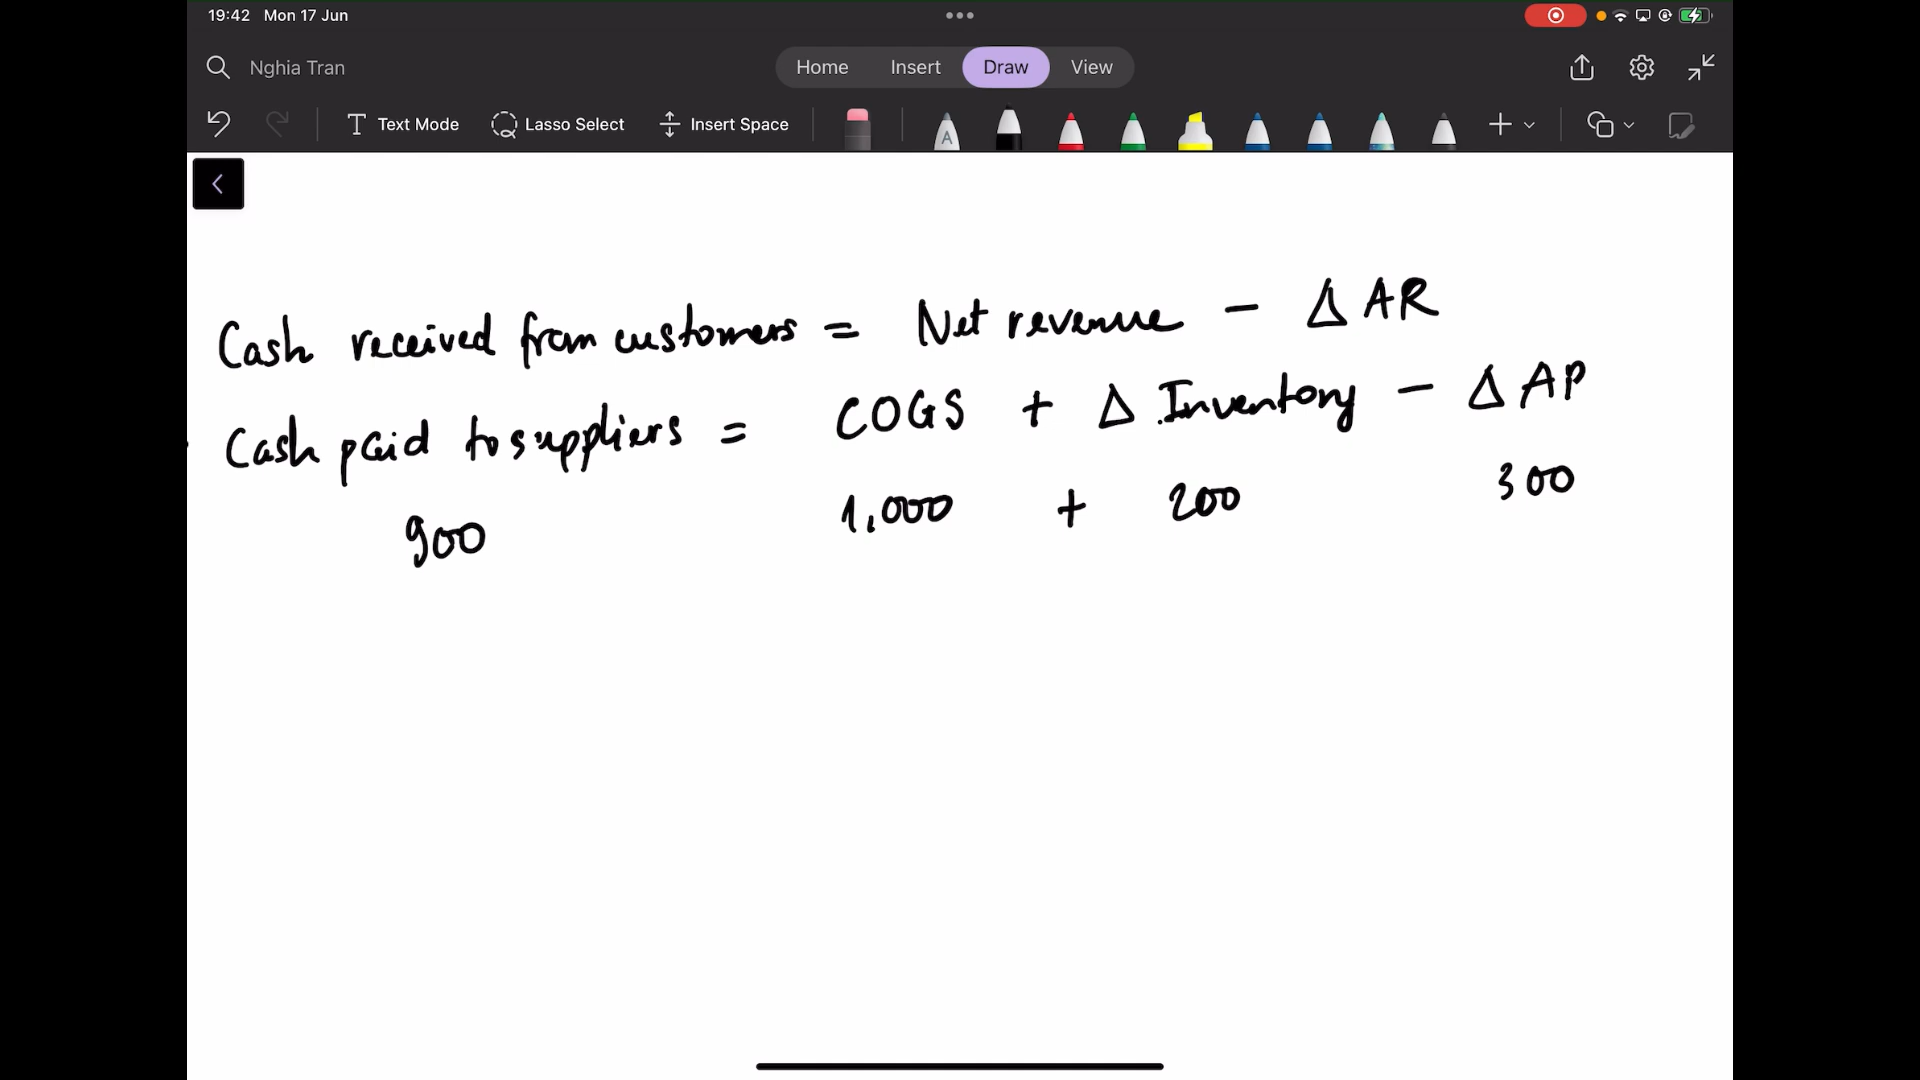 19:42 Mon 17 Jun
Nghia Tran Home Insert Draw View
Text Mode Lasso Select Insert Space A
Cash received from customers = Net revenue - Δ AR
Cash paid to suppliers = COGS + Δ Inventory - Δ AP
900 1,000 + 200 300